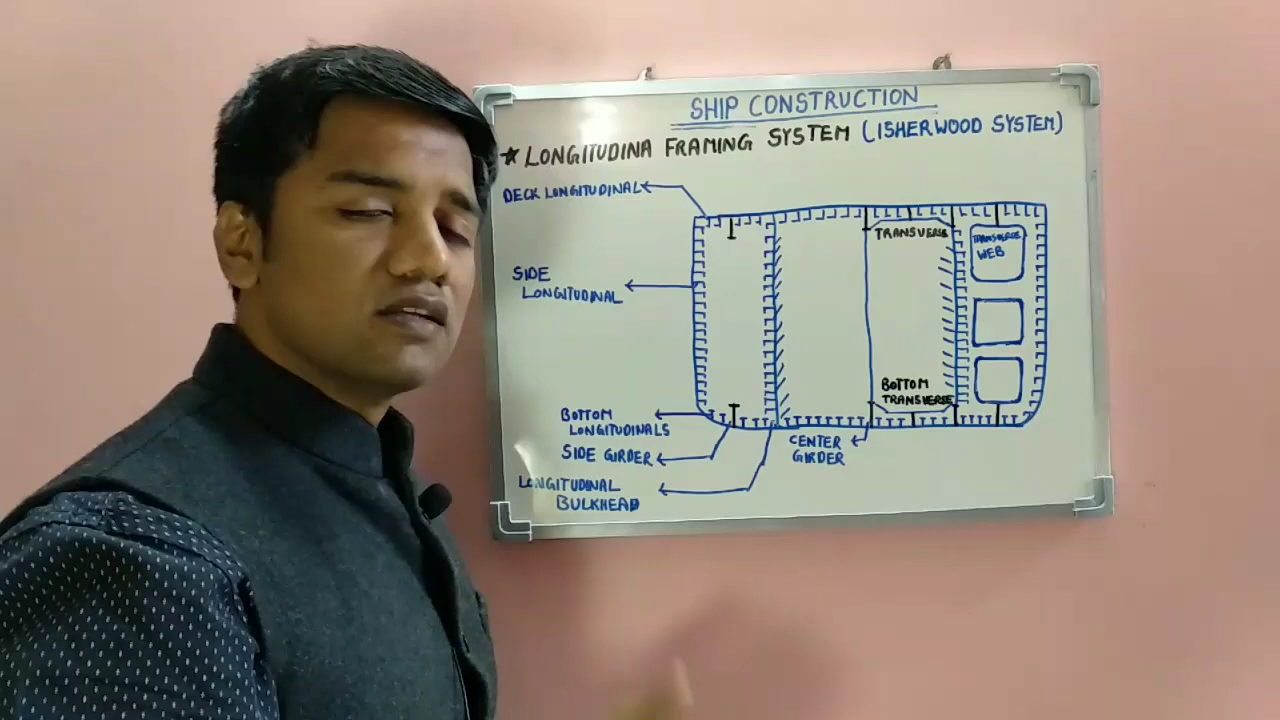 SHIP CONSTRUCTION
★ LONGITUDINA FRAMING SYSTEM (ISHERWOOD SYSTEM)
DECK LONGITUDINAL
TRANSVERSE
TRANSVERSE
WEB
SIDE
LONGITUDINAL
BOTTOM
TRANSVERSE
BOTTOM
LONGITUDINALS
SIDE GIRDER
CENTER
GIRDER
LONGITUDINAL
BULKHEAD